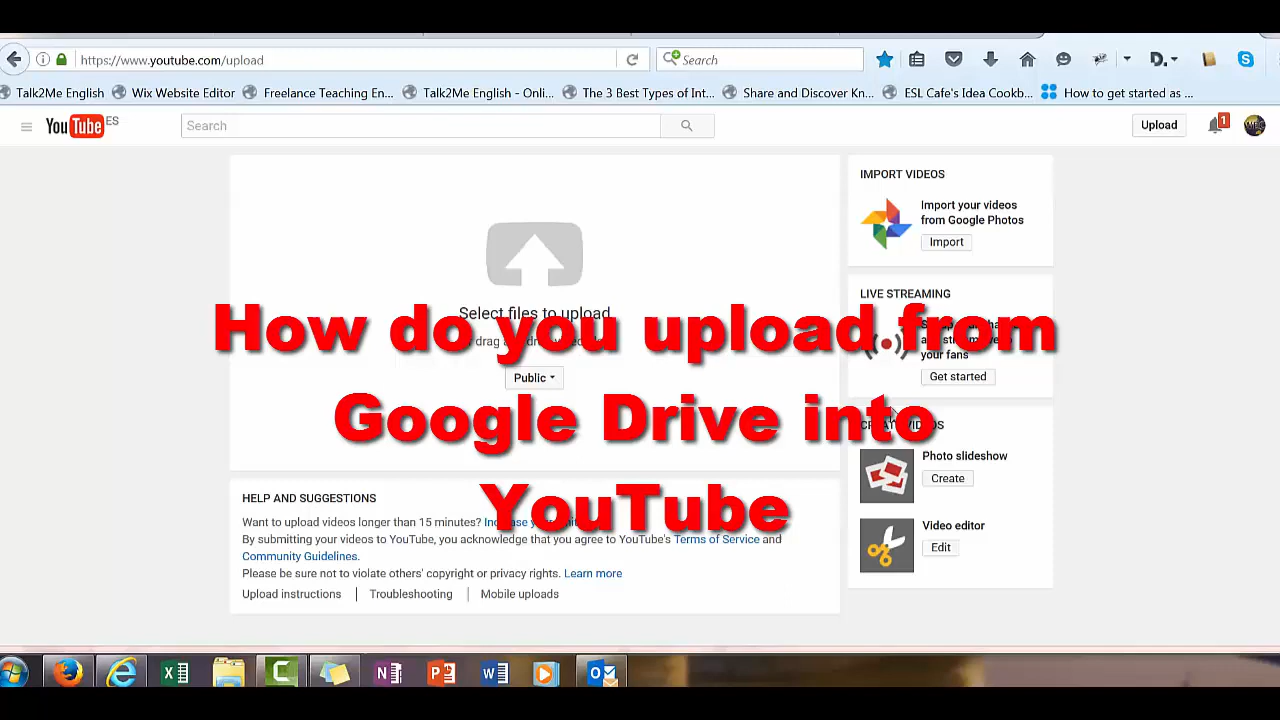 https://www.youtube.com/upload
Search
Talk2Me English
Wix Website Editor
Freelance Teaching En...
Talk2Me English - Onli...
The 3 Best Types of Int...
Share and Discover Kn...
ESL Cafe's Idea Cookb...
How to get started as ...
YouTube ES
Search
Upload
1
Select files to upload
Public
How do you upload from
Google Drive into
YouTube
IMPORT VIDEOS
Import your videos
from Google Photos
Import
LIVE STREAMING
your fans
Get started
CREATE VIDEOS
Photo slideshow
Create
Video editor
Edit
HELP AND SUGGESTIONS
Want to upload videos longer than 15 minutes?
By submitting your videos to YouTube, you acknowledge that you agree to YouTube's Terms of Service and
Community Guidelines.
Please be sure not to violate others' copyright or privacy rights. Learn more
Upload instructions
Troubleshooting
Mobile uploads